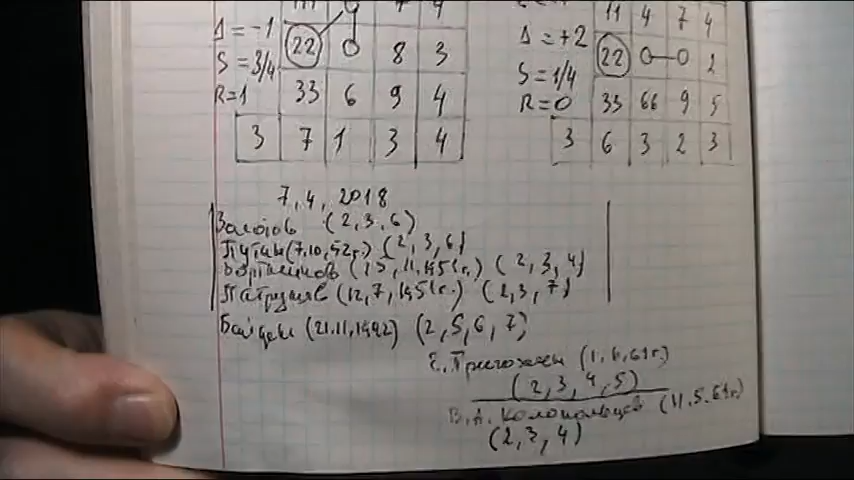 11 4 7 4
Δ = -1 22 8 3
S = 3/4
R = 1 33 6 9 4
3 7 1 3 4
Δ = +2 22 2
S = 1/4
R = 0 33 66 9 5
3 6 3 2 3
7, 4, 2018
(2, 3, 6)
Путин (7,10,52г.) (2, 3, 6)
Бортников (15, 11, 1951г.) (2, 3, 4)
Патрушев (12, 7, 1951г.) (2, 3, 7)
Байден (21.11, 1942) (2, 5, 6, 7)
Е. Пригожин (1, 6, 61г.)
(2, 3, 4, 5)
В. А. Колокольцев (11.5.61г.)
(2, 3, 4)